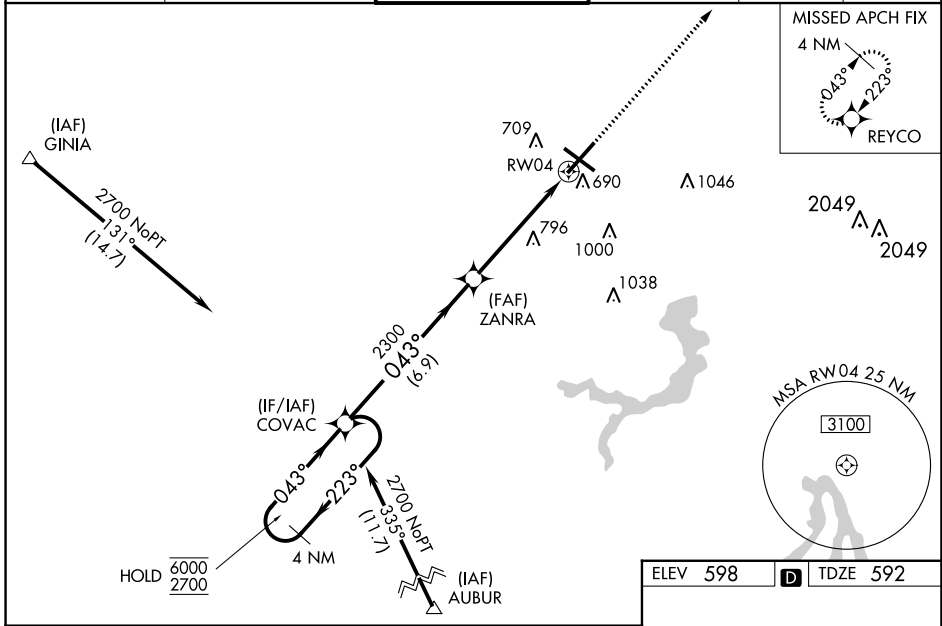 MISSED APCH FIX
4 NM
043°
223°
REYCO
(IAF)
GINIA
2700 NoPT
131°
(14.7)
709
RW04
690
1046
2049
2049
796
1000
1038
(FAF)
ZANRA
2300
043°
(6.9)
(IF/IAF)
COVAC
043°
223°
4 NM
HOLD
6000
2700
2700 NoPT
335°
(11.7)
(IAF)
AUBUR
MSA RW04 25 NM
3100
ELEV 598
D
TDZE 592